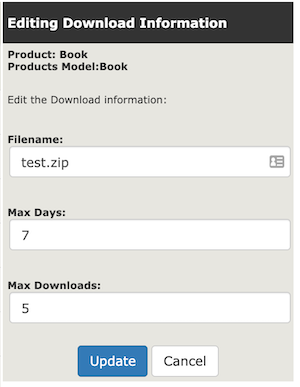 Editing Download Information
Product: Book
Products Model:Book
Edit the Download information:
Filename:
test.zip
Max Days:
7
Max Downloads:
5
Update Cancel